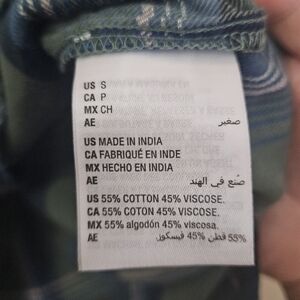 US S
CA P
MX CH
AE صغير
US MADE IN INDIA
CA FABRIQUÉ EN INDE
MX HECHO EN INDIA
AE صنع في الهند
US 55% COTTON 45% VISCOSE.
CA 55% COTON 45% VISCOSE.
MX 55% algodón 45% viscosa.
AE 55% قطن 45% فيسكوز